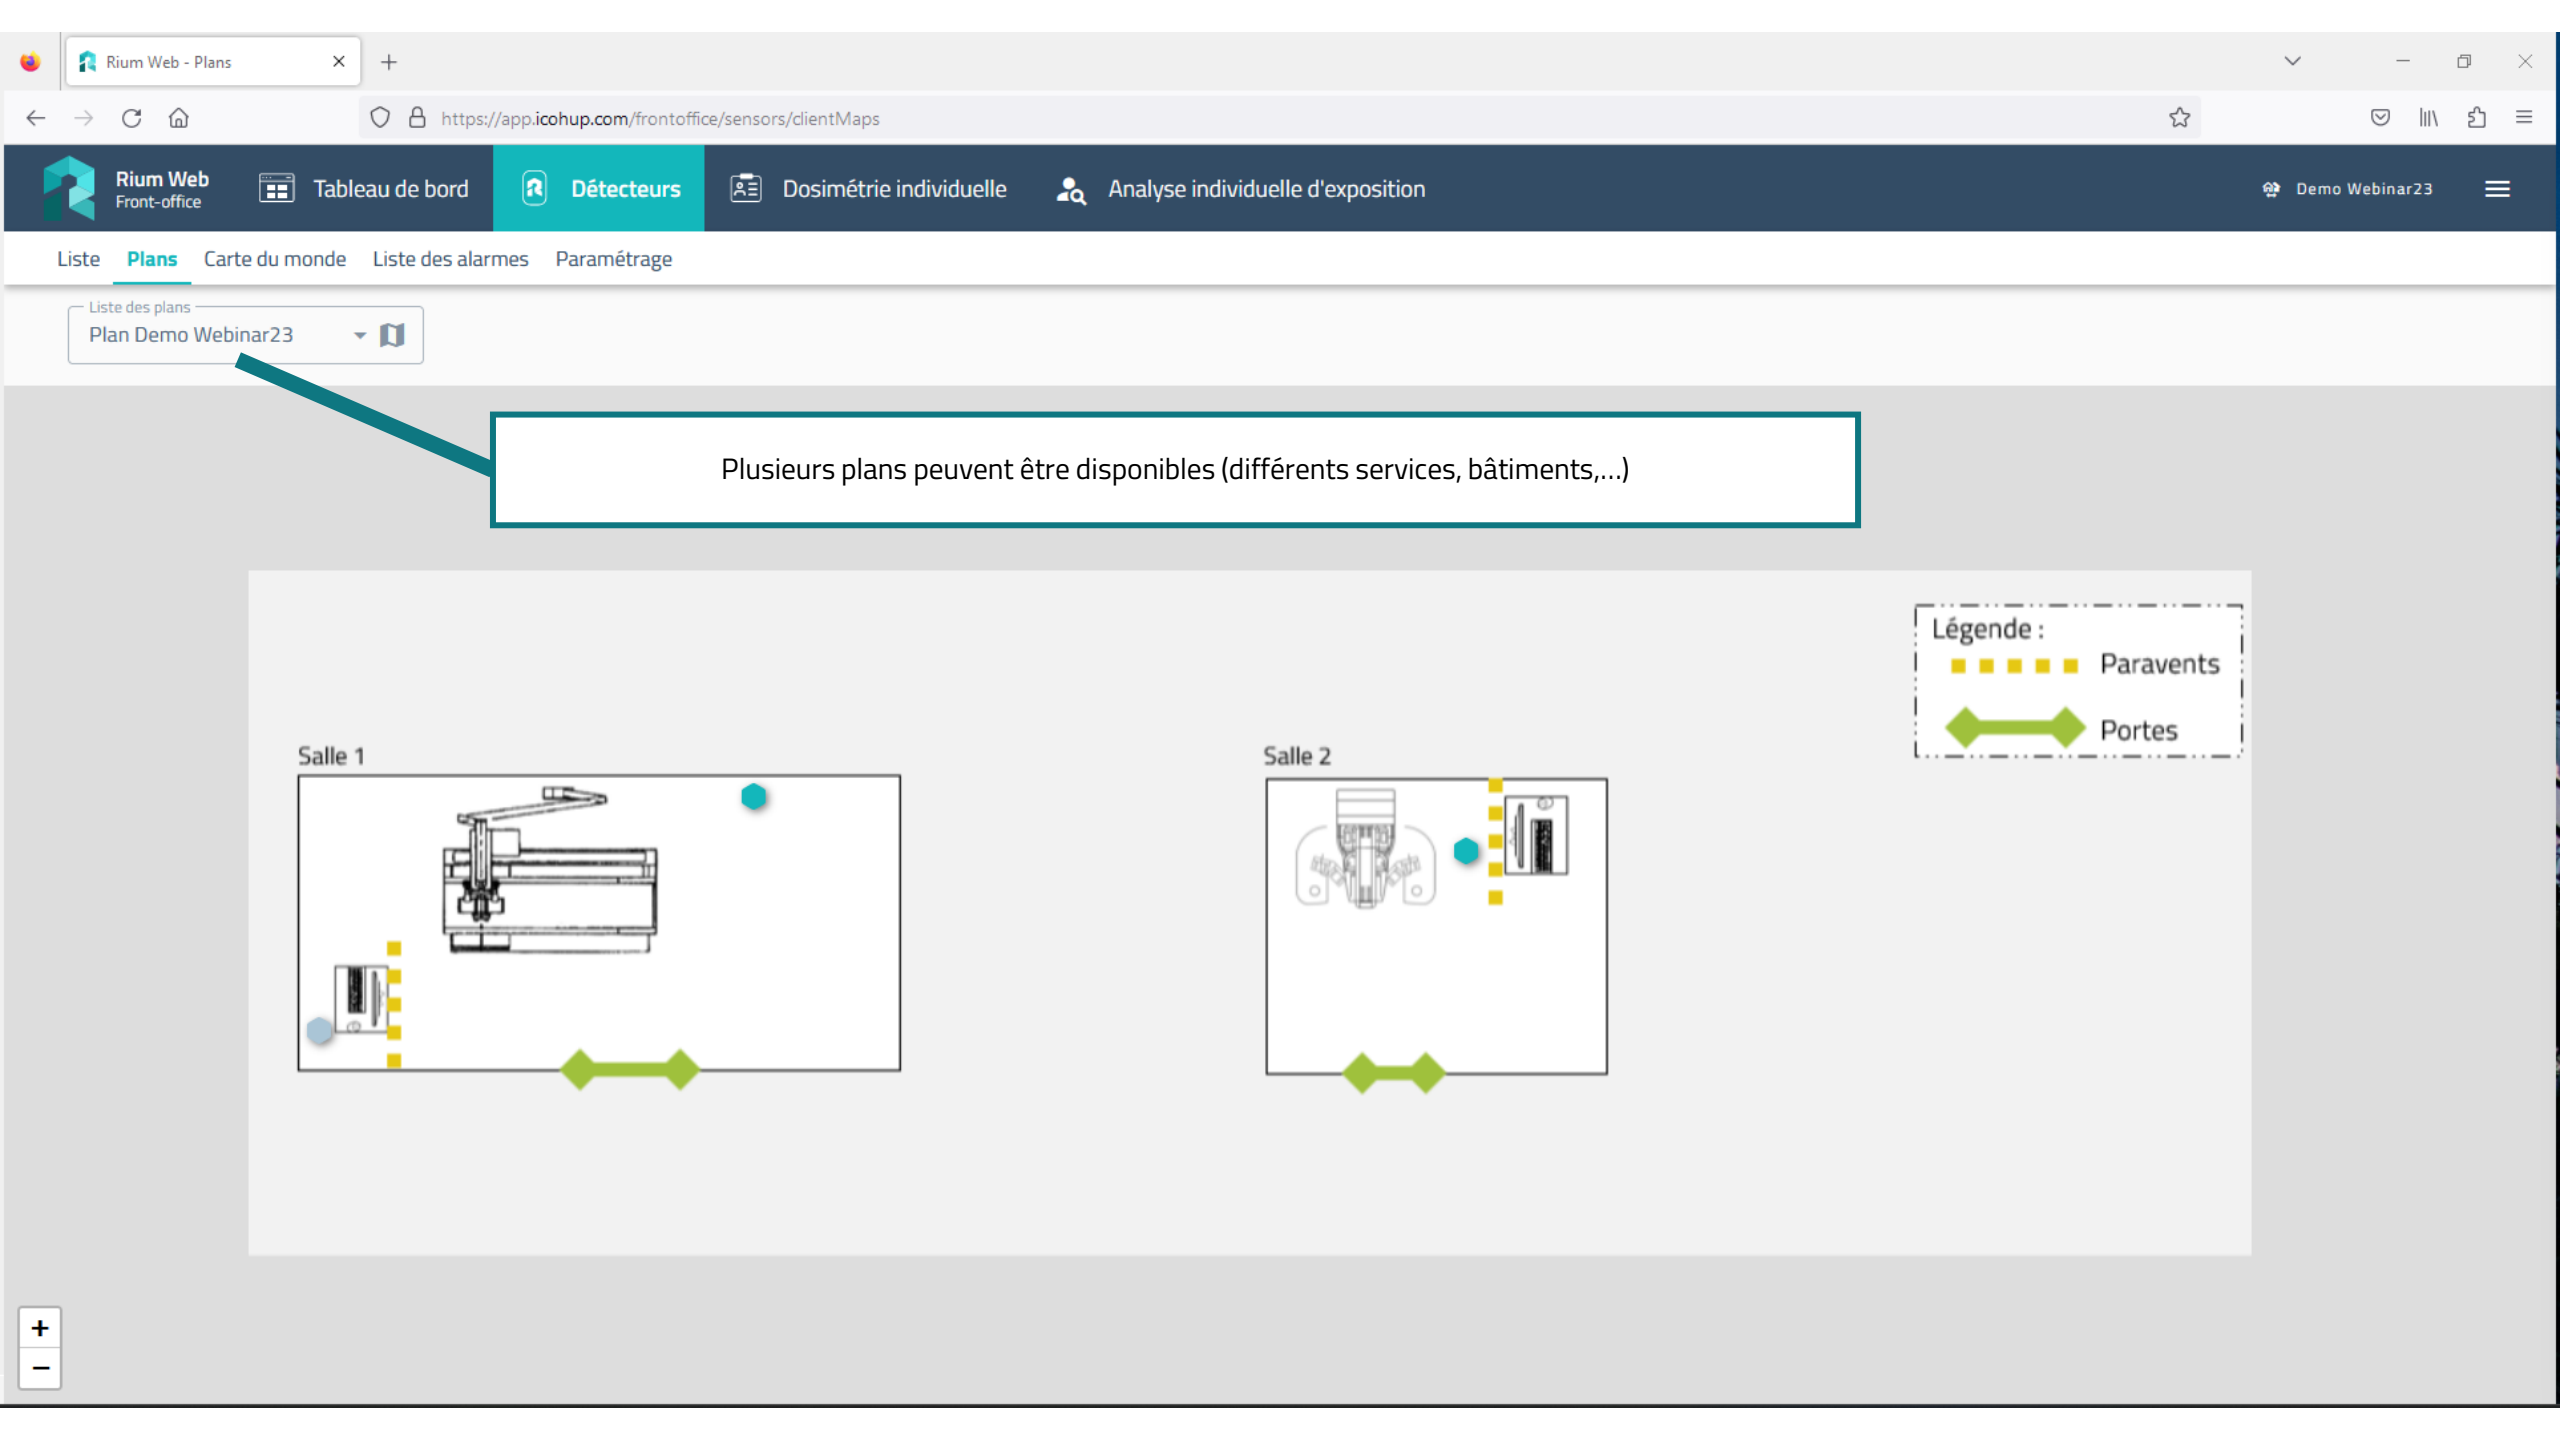 Rium Web - Plans
https://app.icohup.com/frontoffice/sensors/clientMaps
Rium Web
Front-office
Tableau de bord
Détecteurs
Dosimétrie individuelle
Analyse individuelle d'exposition
Demo Webinar23
Liste
Plans
Carte du monde
Liste des alarmes
Paramétrage
Liste des plans
Plan Demo Webinar23
Plusieurs plans peuvent être disponibles (différents services, bâtiments,...)
Légende :
Paravents
Portes
Salle 1
Salle 2
+
−